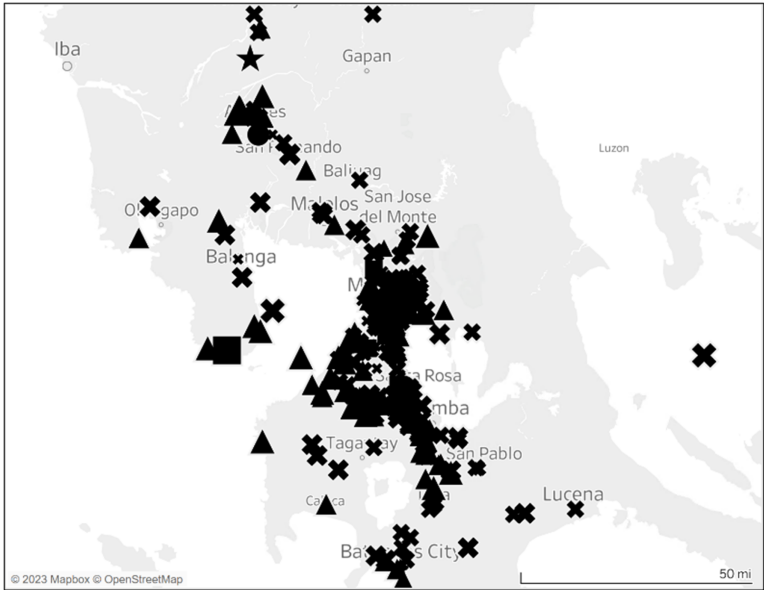 Iba
Gapan
San Fernando
Luzon
Baliuag
Malolos
San Jose
del Monte
Balanga
Santa Rosa
Tagaytay
San Pablo
Lucena
Batangas City
© 2023 Mapbox © OpenStreetMap
50 mi